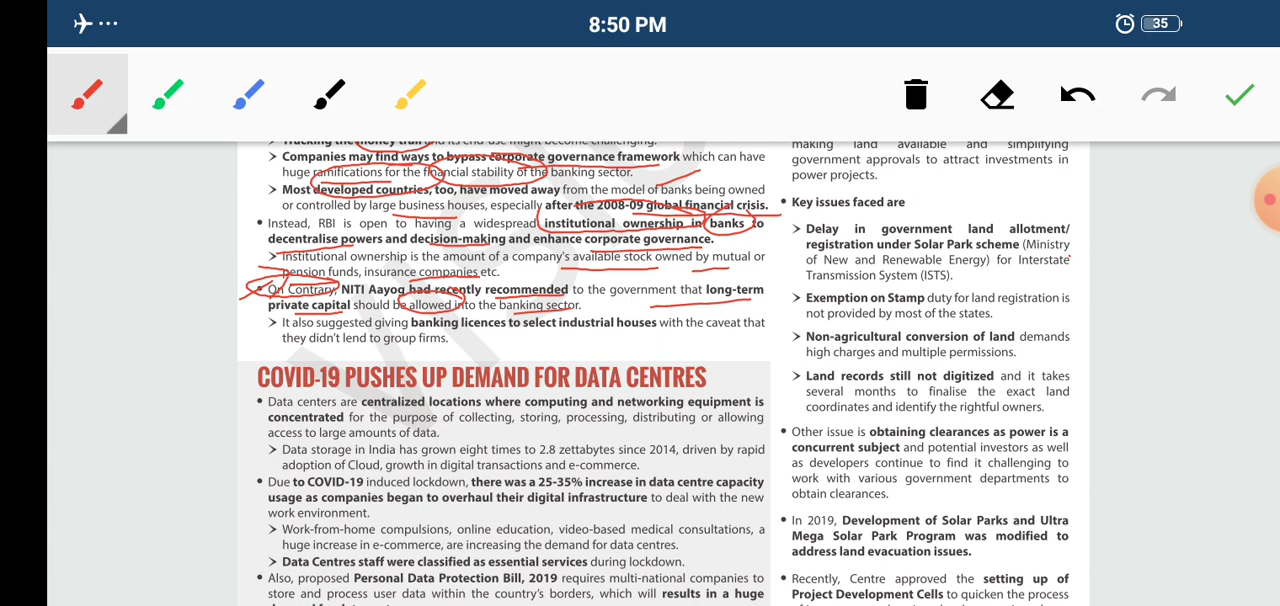 8:50 PM
35
➤ Tracking the money trail and its end-use might become challenging.
➤ Companies may find ways to bypass corporate governance framework which can have
huge ramifications for the financial stability of the banking sector.
➤ Most developed countries, too, have moved away from the model of banks being owned
or controlled by large business houses, especially after the 2008-09 global financial crisis.
• Instead, RBI is open to having a widespread institutional ownership in banks to
decentralise powers and decision-making and enhance corporate governance.
➤ Institutional ownership is the amount of a company's available stock owned by mutual or
pension funds, insurance companies etc.
• On Contrary, NITI Aayog had recently recommended to the government that long-term
private capital should be allowed into the banking sector.
➤ It also suggested giving banking licences to select industrial houses with the caveat that
they didn't lend to group firms.
COVID-19 PUSHES UP DEMAND FOR DATA CENTRES
• Data centers are centralized locations where computing and networking equipment is
concentrated for the purpose of collecting, storing, processing, distributing or allowing
access to large amounts of data.
➤ Data storage in India has grown eight times to 2.8 zettabytes since 2014, driven by rapid
adoption of Cloud, growth in digital transactions and e-commerce.
• Due to COVID-19 induced lockdown, there was a 25-35% increase in data centre capacity
usage as companies began to overhaul their digital infrastructure to deal with the new
work environment.
➤ Work-from-home compulsions, online education, video-based medical consultations, a
huge increase in e-commerce, are increasing the demand for data centres.
➤ Data Centres staff were classified as essential services during lockdown.
• Also, proposed Personal Data Protection Bill, 2019 requires multi-national companies to
store and process user data within the country's borders, which will results in a huge
making land available and simplifying
government approvals to attract investments in
power projects.
• Key issues faced are
➤ Delay in government land allotment/
registration under Solar Park scheme (Ministry
of New and Renewable Energy) for Interstate
Transmission System (ISTS).
➤ Exemption on Stamp duty for land registration is
not provided by most of the states.
➤ Non-agricultural conversion of land demands
high charges and multiple permissions.
➤ Land records still not digitized and it takes
several months to finalise the exact land
coordinates and identify the rightful owners.
• Other issue is obtaining clearances as power is a
concurrent subject and potential investors as well
as developers continue to find it challenging to
work with various government departments to
obtain clearances.
• In 2019, Development of Solar Parks and Ultra
Mega Solar Park Program was modified to
address land evacuation issues.
• Recently, Centre approved the setting up of
Project Development Cells to quicken the process